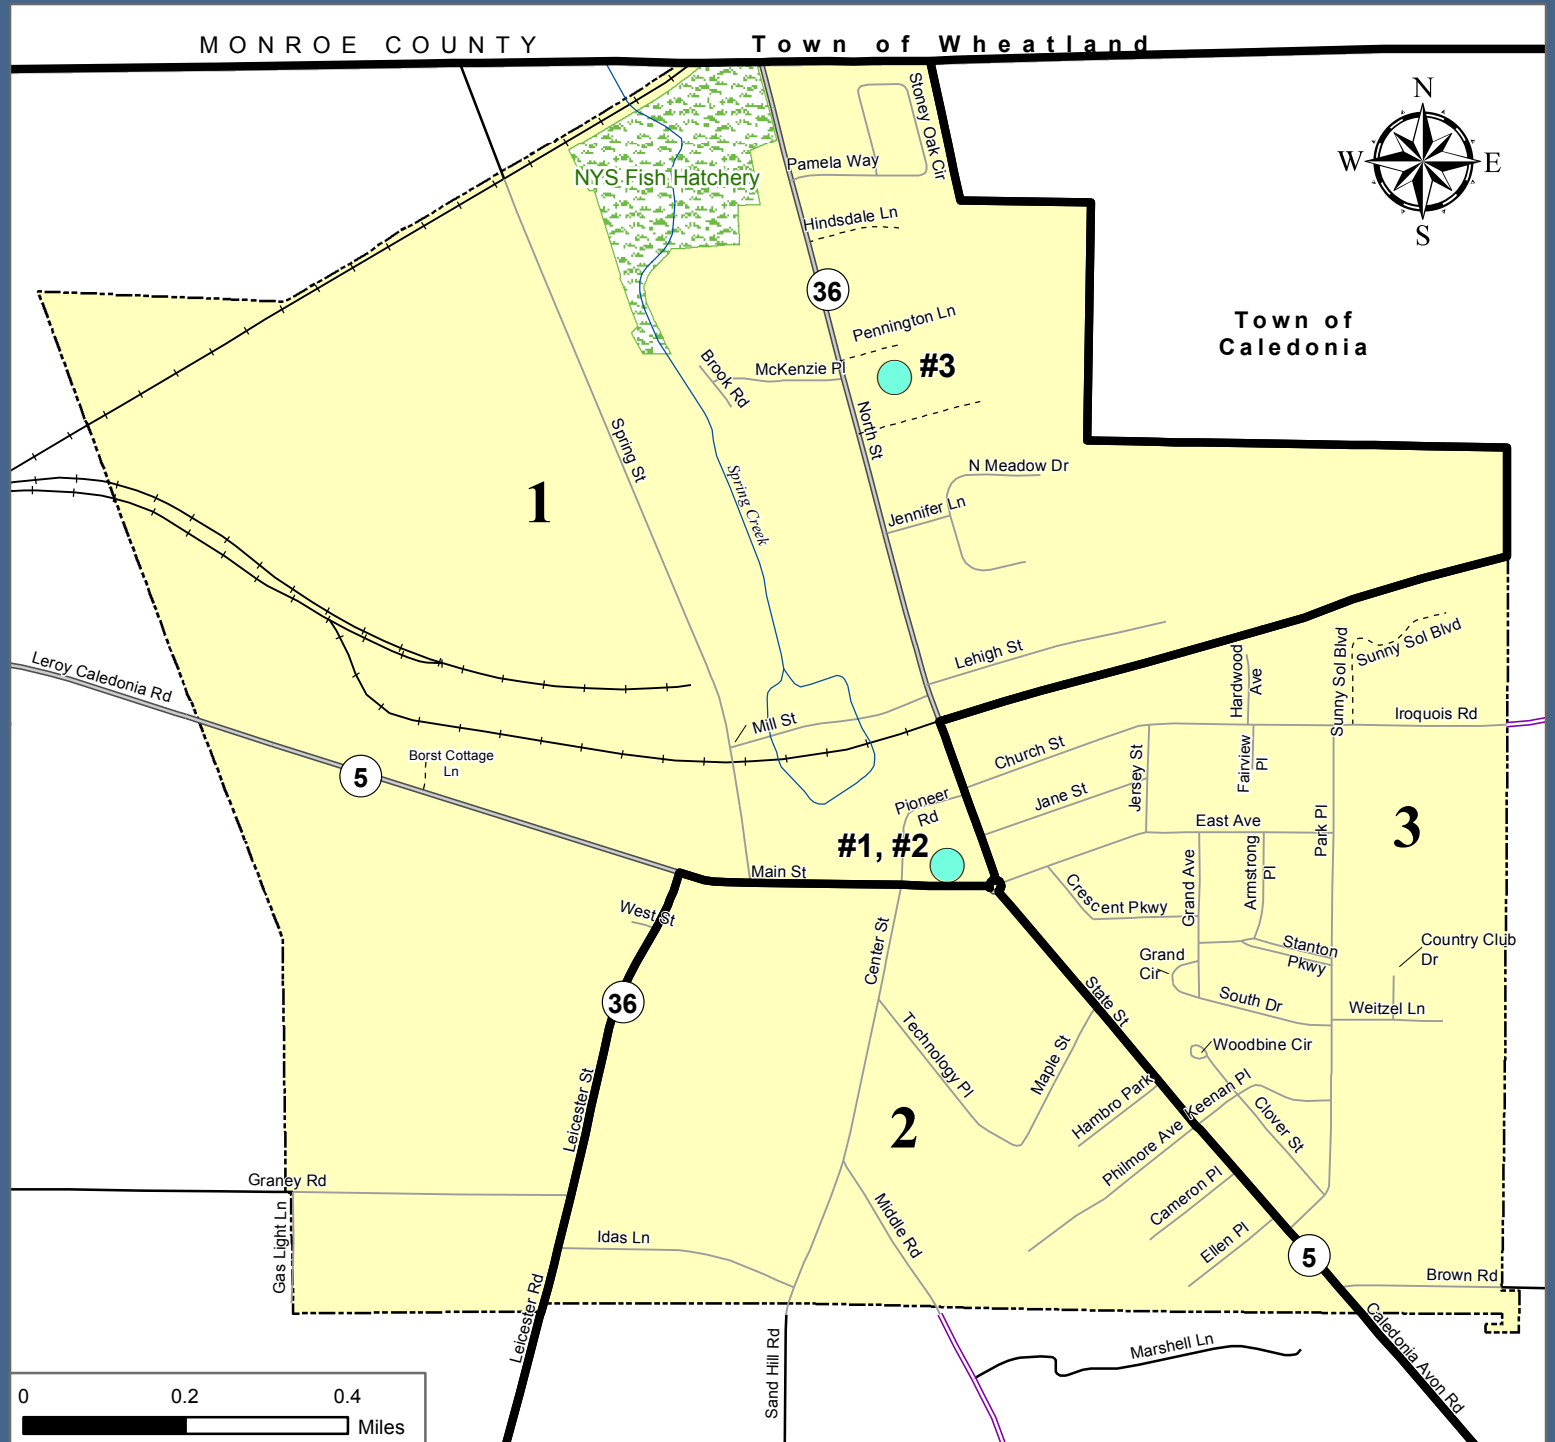 MONROE COUNTY
Town of Wheatland
Stoney Oak Cir
N
W
E
S
Pamela Way
NYS Fish Hatchery
Hindsdale Ln
36
Pennington Ln
Town of
Caledonia
#3
McKenzie Pl
Brook Rd
North St
Spring St
N Meadow Dr
Spring Creek
1
Jennifer Ln
Lehigh St
Sunny Sol Blvd
Sunny Sol Blvd
Hardwood
Ave
Leroy Caledonia Rd
Iroquois Rd
Mill St
Church St
Jersey St
Fairview
Pl
Borst Cottage
Ln
5
Jane St
Pioneer
Rd
East Ave
Park Pl
3
#1, #2
Main St
Grand Ave
Armstrong
Pl
Crescent Pkwy
West St
Center St
Stanton
Pkwy
Country Club
Dr
Grand
Cir
36
State St
South Dr
Weitzel Ln
Technology Pl
Maple St
Woodbine Cir
Leicester St
2
Hambro Park
Keenan Pl
Clover St
Philmore Ave
Graney Rd
Cameron Pl
Gas Light Ln
Idas Ln
Middle Rd
Ellen Pl
5
Brown Rd
Leicester Rd
Sand Hill Rd
Marshell Ln
Caledonia Avon Rd
0
0.2
0.4
Miles